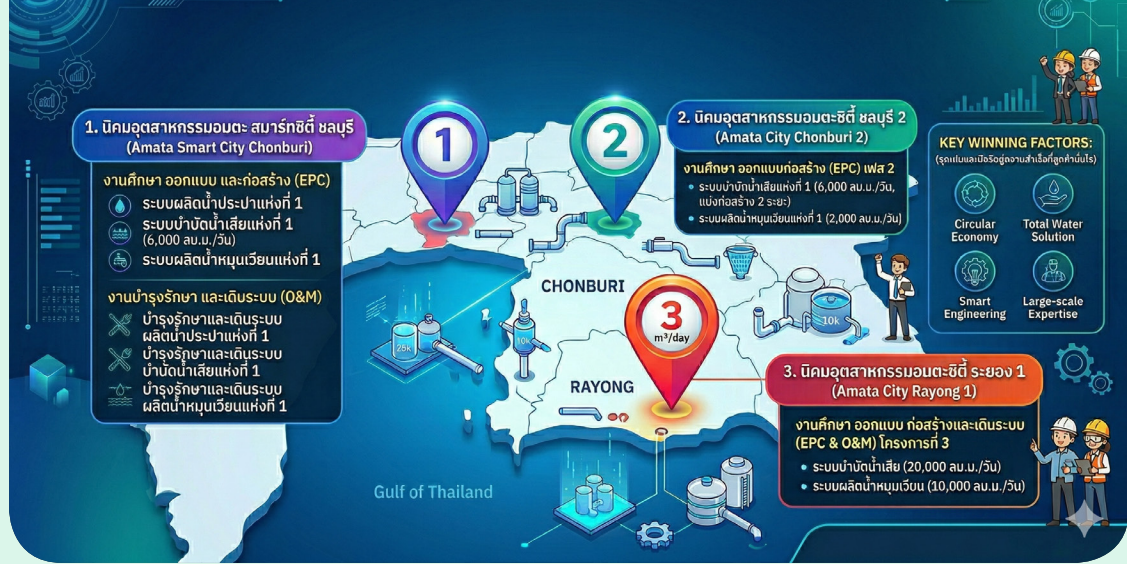 1. นิคมอุตสาหกรรมอมตะ สมาร์ทซิตี้ ชลบุรี
(Amata Smart City Chonburi)
งานศึกษา ออกแบบ และก่อสร้าง (EPC)
ระบบผลิตน้ำประปาแห่งที่ 1
ระบบบำบัดน้ำเสียแห่งที่ 1
(6,000 ลบ.ม./วัน)
ระบบผลิตน้ำหมุนเวียนแห่งที่ 1
งานบำรุงรักษา และเดินระบบ (O&M)
บำรุงรักษาและเดินระบบ
ผลิตน้ำประปาแห่งที่ 1
บำรุงรักษาและเดินระบบ
บำบัดน้ำเสียแห่งที่ 1
บำรุงรักษาและเดินระบบ
ผลิตน้ำหมุนเวียนแห่งที่ 1
1
2
2. นิคมอุตสาหกรรมอมตะซิตี้ ชลบุรี 2
(Amata City Chonburi 2)
งานศึกษา ออกแบบก่อสร้าง (EPC) เฟส 2
• ระบบบำบัดน้ำเสียแห่งที่ 1 (6,000 ลบ.ม./วัน,
แบ่งก่อสร้าง 2 ระยะ)
• ระบบผลิตน้ำหมุนเวียนแห่งที่ 1 (2,000 ลบ.ม./วัน)
KEY WINNING FACTORS:
Circular
Economy
Total Water
Solution
Smart
Engineering
Large-scale
Expertise
CHONBURI
3
m³/day
10k
10k
RAYONG
3. นิคมอุตสาหกรรมอมตะซิตี้ ระยอง 1
(Amata City Rayong 1)
งานศึกษา ออกแบบ ก่อสร้างและเดินระบบ
(EPC & O&M) โครงการที่ 3
• ระบบบำบัดน้ำเสีย (20,000 ลบ.ม./วัน)
• ระบบผลิตน้ำหมุนเวียน (10,000 ลบ.ม./วัน)
Gulf of Thailand